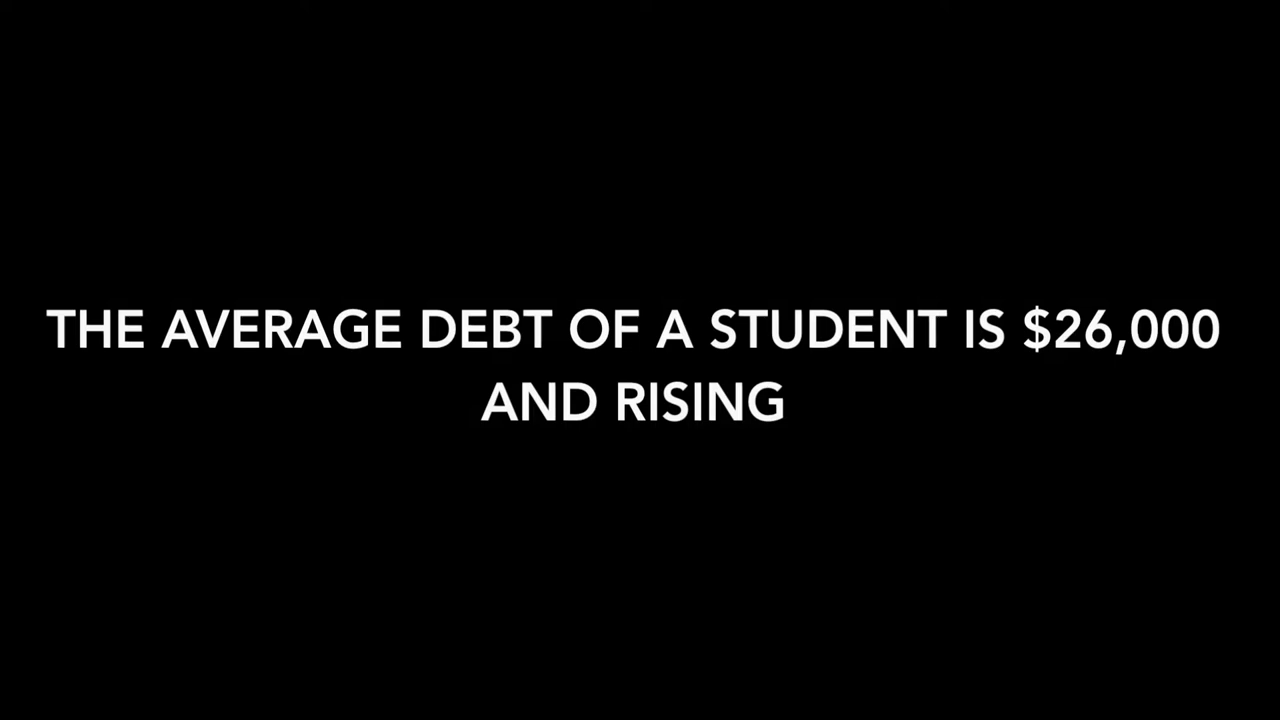 THE AVERAGE DEBT OF A STUDENT IS $26,000
AND RISING